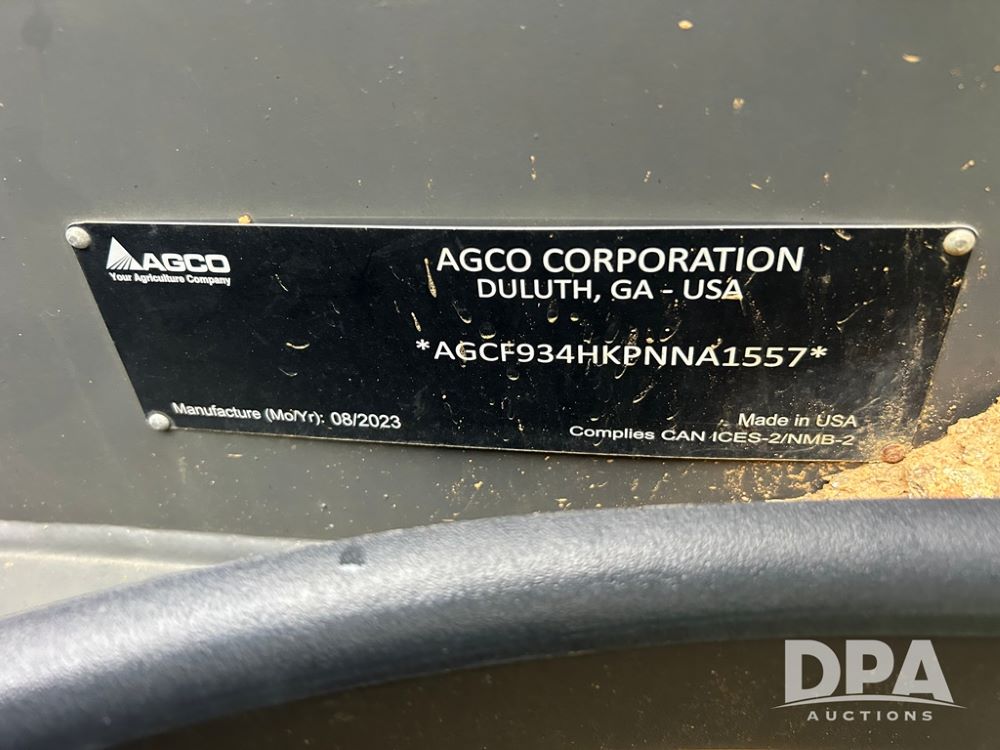 AGCO
Your Agriculture Company
AGCO CORPORATION
DULUTH, GA - USA
*AGCF934HKPNNA1557*
Manufacture (Mo/Yr): 08/2023
Made in USA
Complies CAN ICES-2/NMB-2
DPA
AUCTIONS